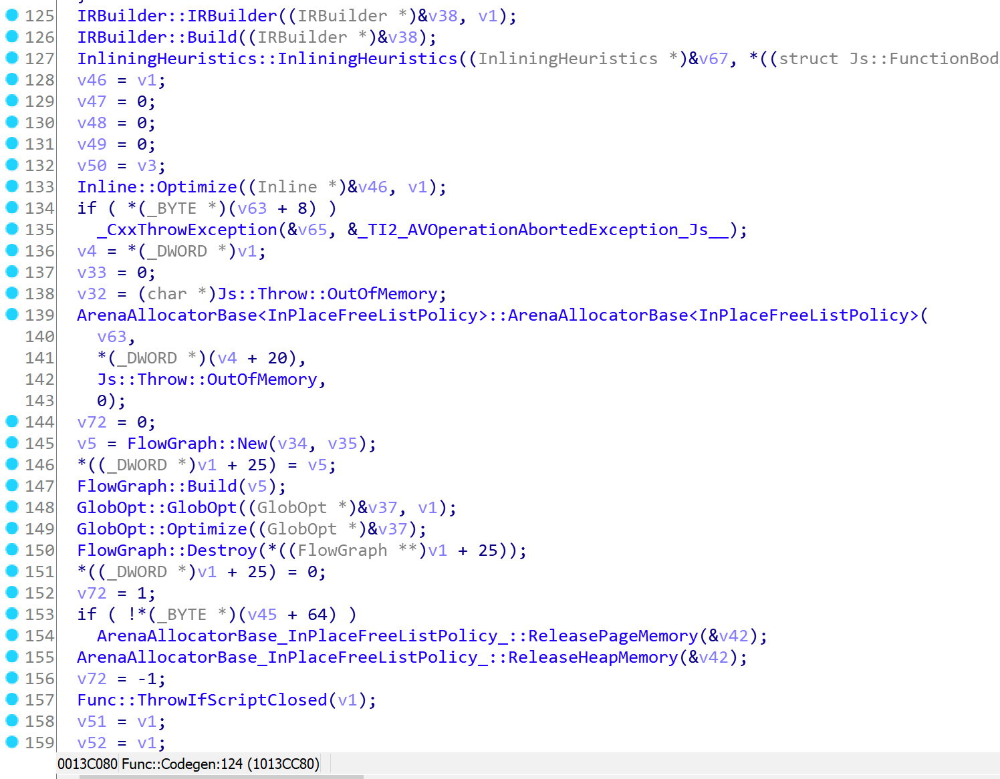 125 IRBuilder::IRBuilder((IRBuilder *)&v38, v1);
126 IRBuilder::Build((IRBuilder *)&v38);
127 InliningHeuristics::InliningHeuristics((InliningHeuristics *)&v67, *((struct Js::FunctionBod
128 v46 = v1;
129 v47 = 0;
130 v48 = 0;
131 v49 = 0;
132 v50 = v3;
133 Inline::Optimize((Inline *)&v46, v1);
134 if ( *(_BYTE *)(v63 + 8) )
135 _CxxThrowException(&v65, &_TI2_AVOperationAbortedException_Js__);
136 v4 = *(_DWORD *)v1;
137 v33 = 0;
138 v32 = (char *)Js::Throw::OutOfMemory;
139 ArenaAllocatorBase<InPlaceFreeListPolicy>::ArenaAllocatorBase<InPlaceFreeListPolicy>(
140 v63,
141 *(_DWORD *)(v4 + 20),
142 Js::Throw::OutOfMemory,
143 0);
144 v72 = 0;
145 v5 = FlowGraph::New(v34, v35);
146 *((_DWORD *)v1 + 25) = v5;
147 FlowGraph::Build(v5);
148 GlobOpt::GlobOpt((GlobOpt *)&v37, v1);
149 GlobOpt::Optimize((GlobOpt *)&v37);
150 FlowGraph::Destroy(*((FlowGraph **)v1 + 25));
151 *((_DWORD *)v1 + 25) = 0;
152 v72 = 1;
153 if ( !*(_BYTE *)(v45 + 64) )
154 ArenaAllocatorBase_InPlaceFreeListPolicy_::ReleasePageMemory(&v42);
155 ArenaAllocatorBase_InPlaceFreeListPolicy_::ReleaseHeapMemory(&v42);
156 v72 = -1;
157 Func::ThrowIfScriptClosed(v1);
158 v51 = v1;
159 v52 = v1;
0013C080 Func::Codegen:124 (1013CC80)